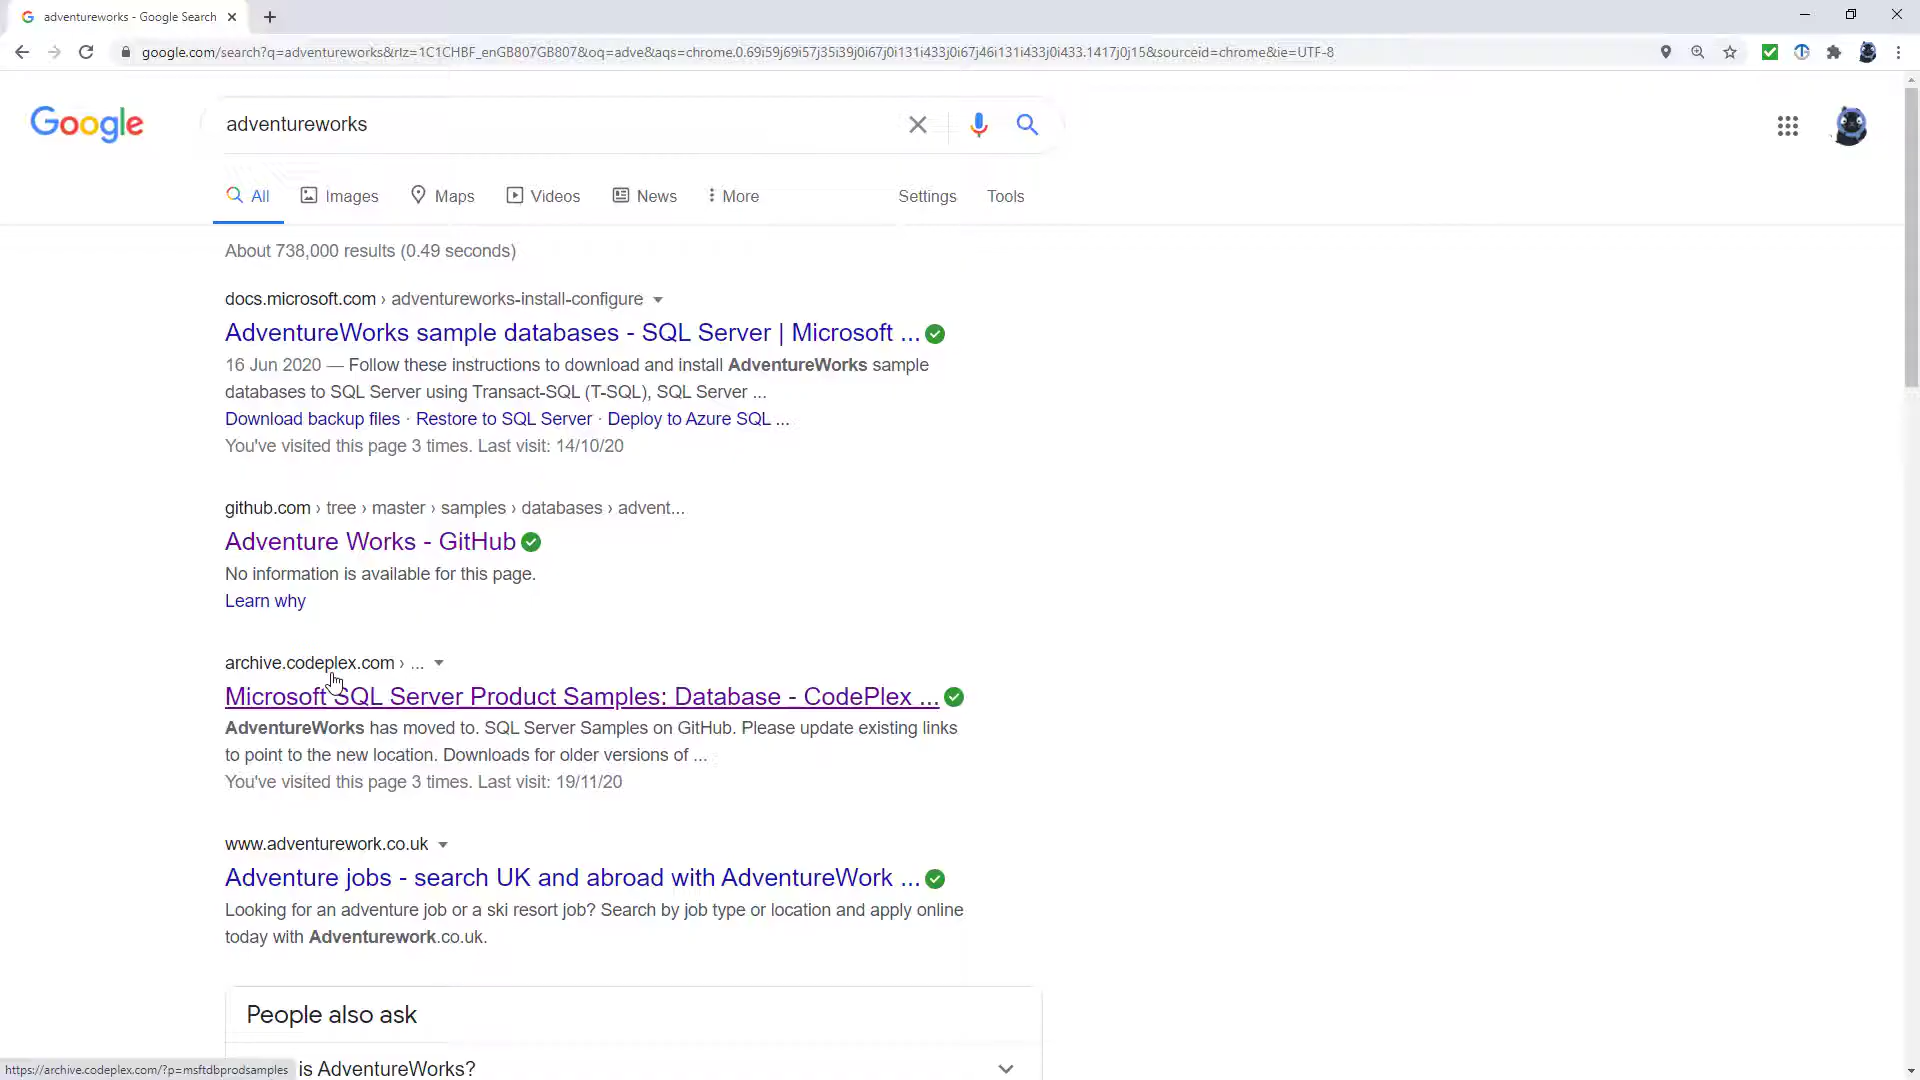 adventureworks - Google Search
google.com/search?q=adventureworks&rlz=1C1CHBF_enGB807GB807&oq=adve&aqs=chrome.0.69i59j69i57j35i39j0i67j0i131i433j0i67j46i131i433j0i433.1417j0j15&sourceid=chrome&ie=UTF-8
Google
adventureworks
All Images Maps Videos News More Settings Tools
About 738,000 results (0.49 seconds)
docs.microsoft.com › adventureworks-install-configure
AdventureWorks sample databases - SQL Server | Microsoft ...
16 Jun 2020 — Follow these instructions to download and install AdventureWorks sample
databases to SQL Server using Transact-SQL (T-SQL), SQL Server ...
Download backup files · Restore to SQL Server · Deploy to Azure SQL ...
You've visited this page 3 times. Last visit: 14/10/20
github.com › tree › master › samples › databases › advent...
Adventure Works - GitHub
No information is available for this page.
Learn why
archive.codeplex.com › ...
Microsoft SQL Server Product Samples: Database - CodePlex ...
AdventureWorks has moved to. SQL Server Samples on GitHub. Please update existing links
to point to the new location. Downloads for older versions of ...
You've visited this page 3 times. Last visit: 19/11/20
www.adventurework.co.uk
Adventure jobs - search UK and abroad with AdventureWork ...
Looking for an adventure job or a ski resort job? Search by job type or location and apply online
today with Adventurework.co.uk.
People also ask
is AdventureWorks?
https://archive.codeplex.com/?p=msftdbprodsamples